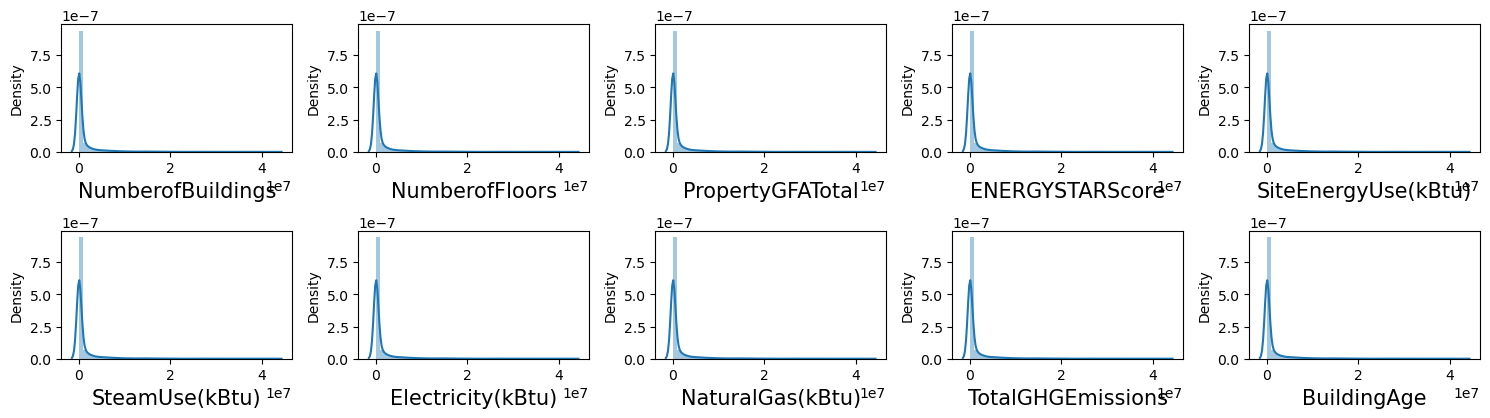 1e−7 1e−7 1e−7 1e−7 1e−7
7.5 7.5 7.5 7.5 7.5
Density Density Density Density Density
5.0 5.0 5.0 5.0 5.0
2.5 2.5 2.5 2.5 2.5
0.0 0.0 0.0 0.0 0.0
0 2 4 0 2 4 0 2 4 0 2 4 0 2 4
NumberofBuildings 1e7 NumberofFloors 1e7 PropertyGFATotal 1e7 ENERGYSTARScore 1e7 SiteEnergyUse(kBtu) 1e7
1e−7 1e−7 1e−7 1e−7 1e−7
7.5 7.5 7.5 7.5 7.5
Density Density Density Density Density
5.0 5.0 5.0 5.0 5.0
2.5 2.5 2.5 2.5 2.5
0.0 0.0 0.0 0.0 0.0
0 2 4 0 2 4 0 2 4 0 2 4 0 2 4
SteamUse(kBtu) 1e7 Electricity(kBtu) 1e7 NaturalGas(kBtu) 1e7 TotalGHGEmissions 1e7 BuildingAge 1e7